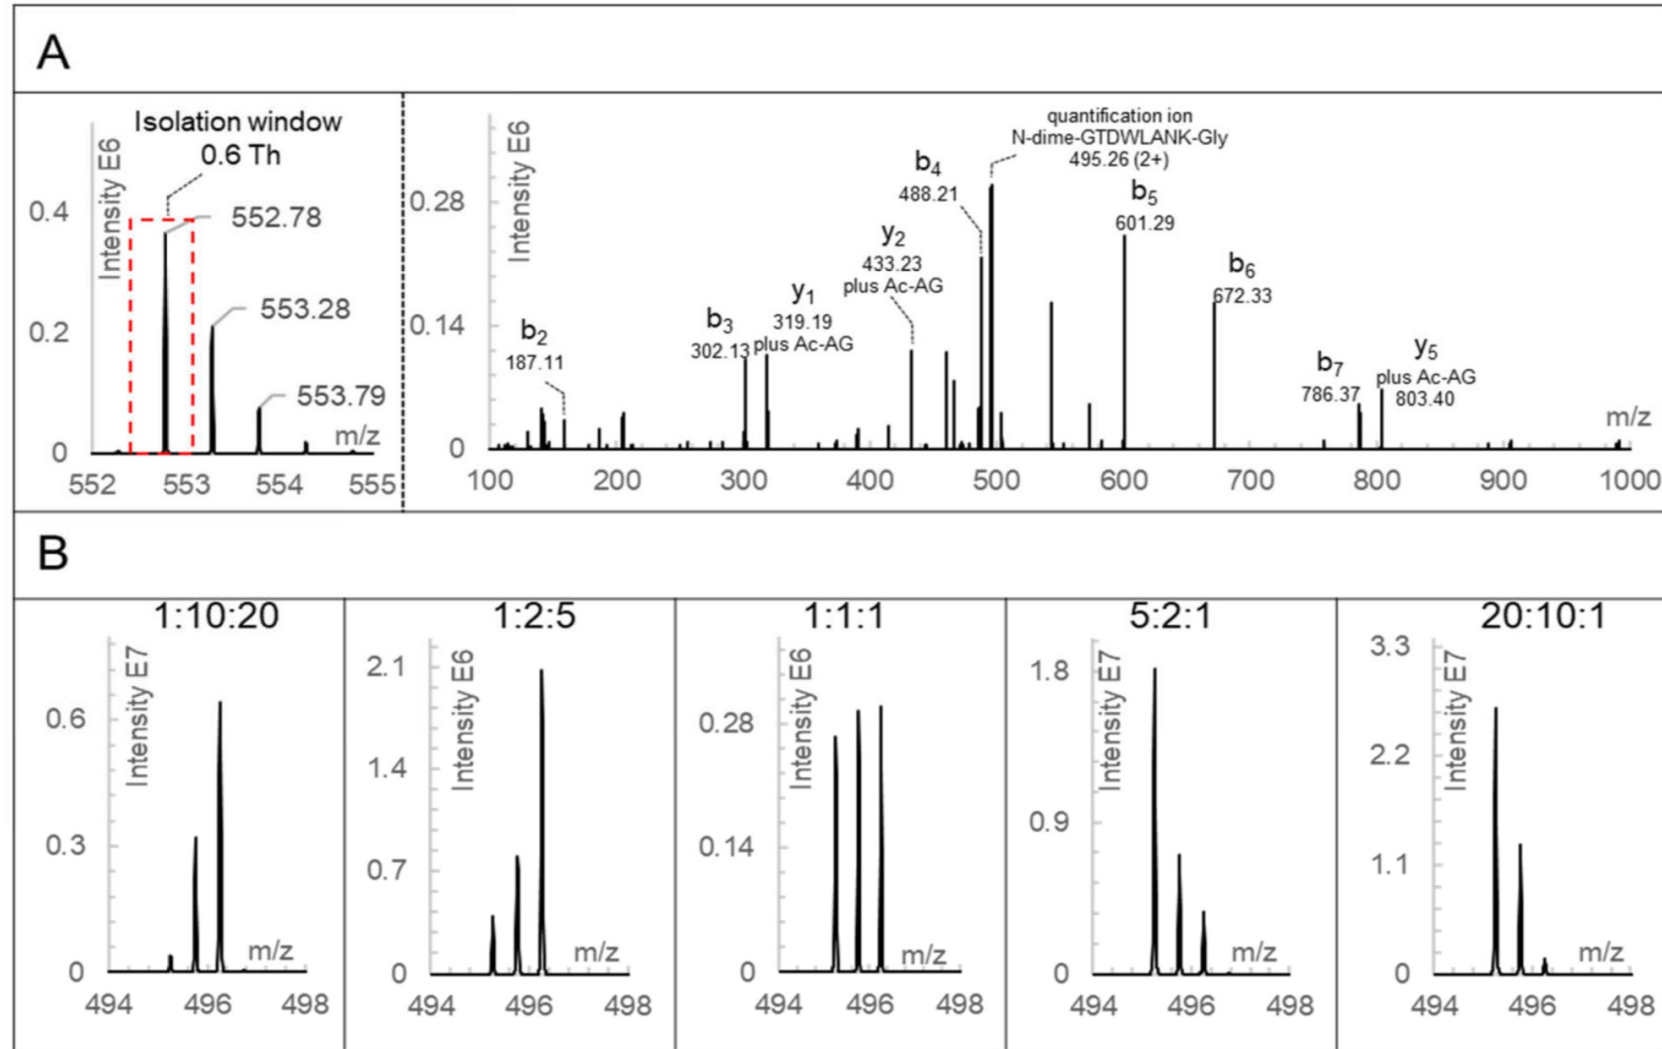 A
Isolation window
0.6 Th
Intensity E6
0.4
0.2
0
552.78
553.28
553.79
m/z
552 553 554 555
Intensity E6
0.28
0.14
0
b2
187.11
b3
302.13
y1
319.19
plus Ac-AG
y2
433.23
plus Ac-AG
b4
488.21
quantification ion
N-dime-GTDWLANK-Gly
495.26 (2+)
b5
601.29
b6
672.33
b7
786.37
y5
plus Ac-AG
803.40
m/z
100 200 300 400 500 600 700 800 900 1000
B
1:10:20
Intensity E7
0.6
0.3
0
m/z
494 496 498
1:2:5
Intensity E6
2.1
1.4
0.7
0
m/z
494 496 498
1:1:1
Intensity E6
0.28
0.14
0
m/z
494 496 498
5:2:1
Intensity E7
1.8
0.9
0
m/z
494 496 498
20:10:1
Intensity E7
3.3
2.2
1.1
0
m/z
494 496 498